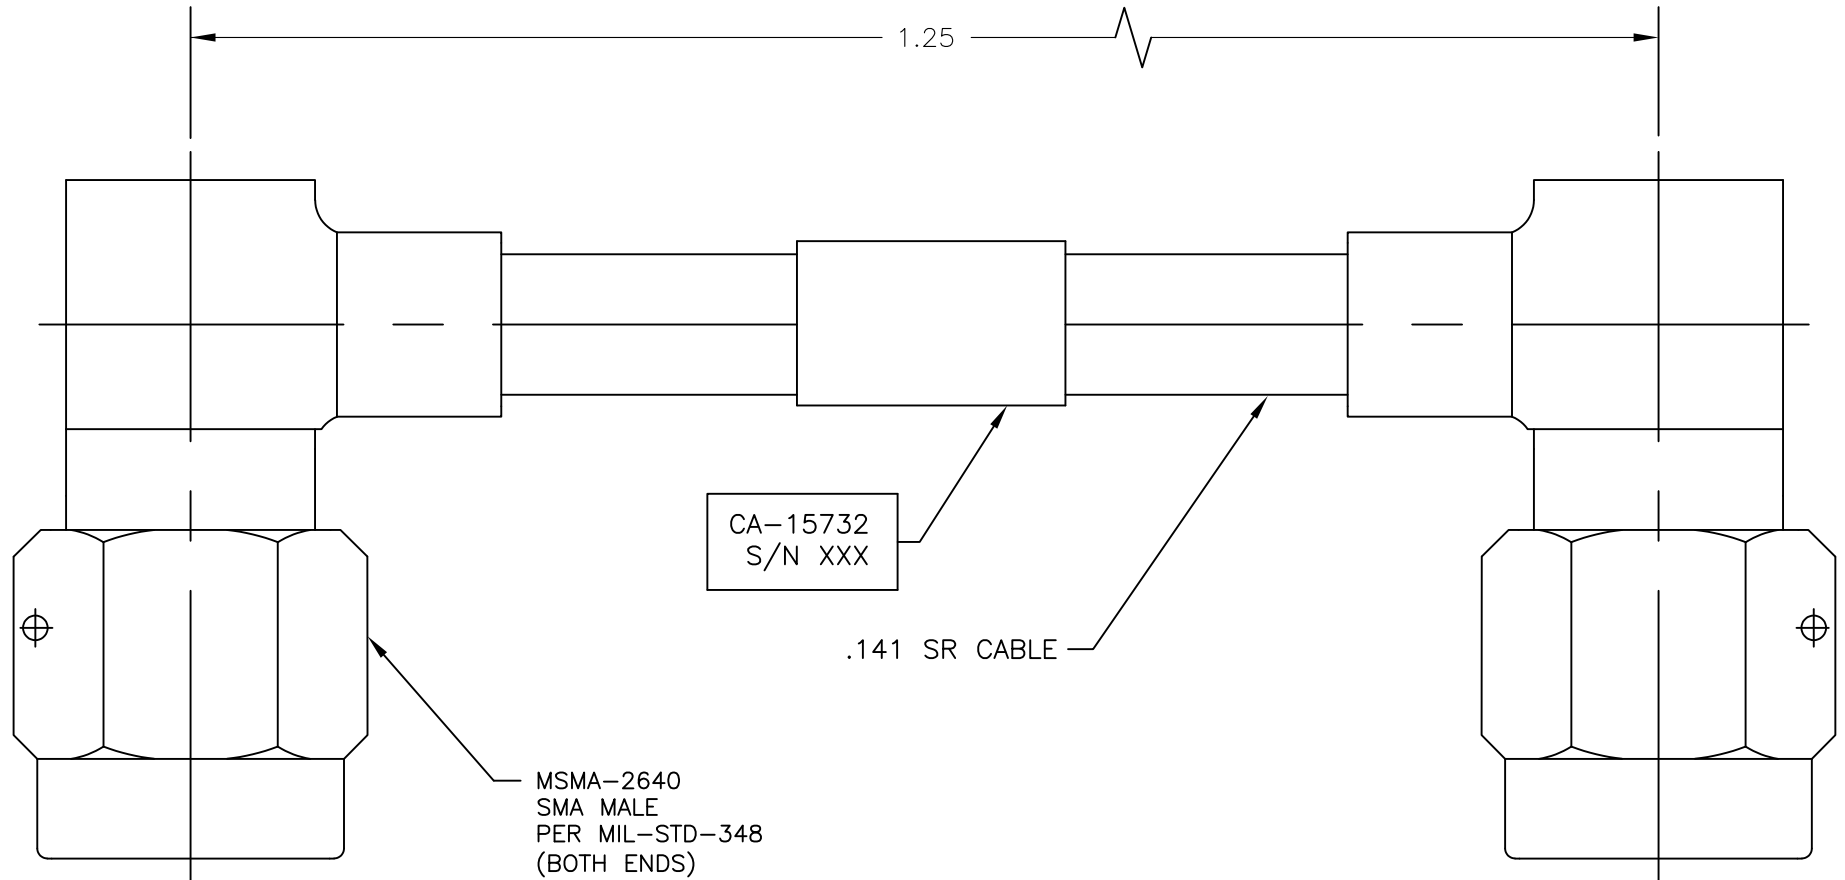 1.25
CA-15732
S/N XXX
.141 SR CABLE
MSMA-2640
SMA MALE
PER MIL-STD-348
(BOTH ENDS)